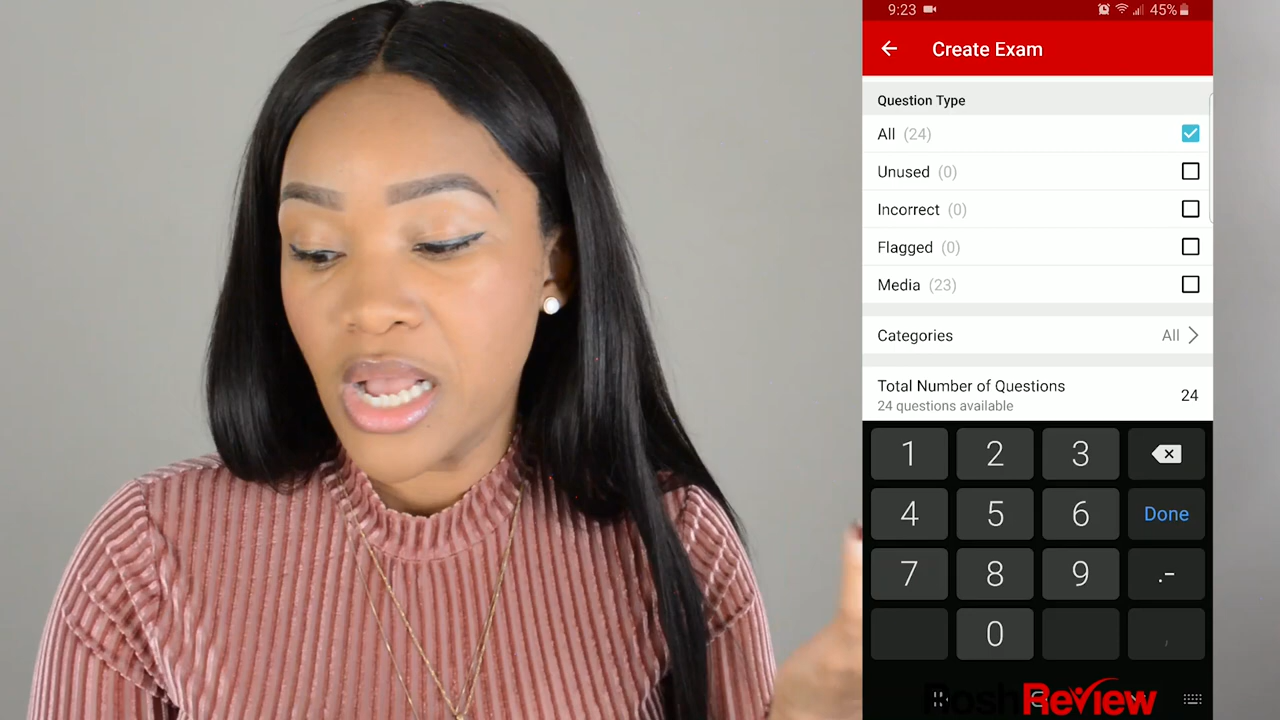 9:23 45%
Create Exam
Question Type
All (24)
Unused (0)
Incorrect (0)
Flagged (0)
Media (23)
Categories All
Total Number of Questions 24
24 questions available
1 2 3
4 5 6 Done
7 8 9 .-
0 ,
RoshReview